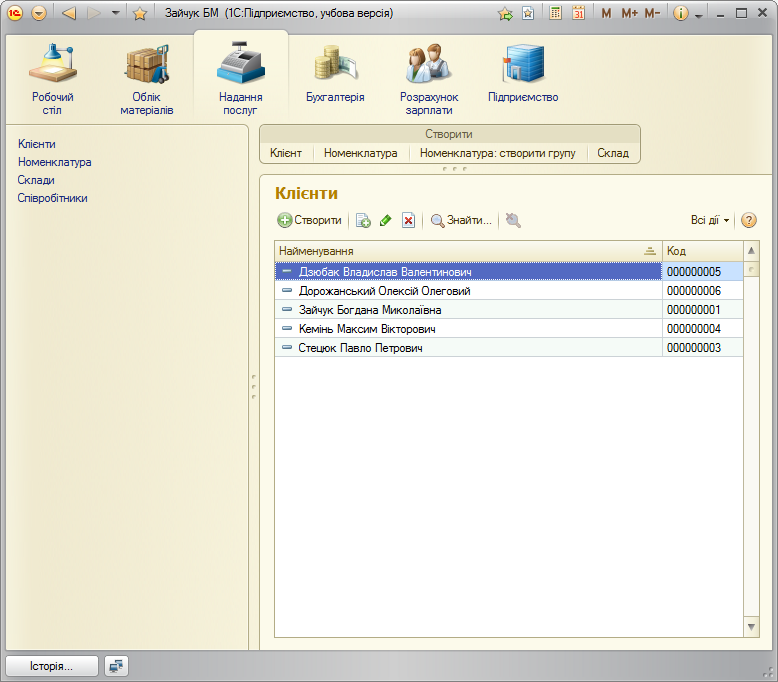 Зайчук БМ (1С:Підприємство, учбова версія)
31 M M+ M-
Робочий стіл
Облік матеріалів
Надання послуг
Бухгалтерія
Розрахунок зарплати
Підприємство
Клієнти
Номенклатура
Склади
Співробітники
Створити
Клієнт Номенклатура Номенклатура: створити групу Склад
Клієнти
Створити Знайти... Всі дії
Найменування Код
Дзюбак Владислав Валентинович 000000005
Дорожанський Олексій Олеговий 000000006
Зайчук Богдана Миколаївна 000000001
Кемінь Максим Вікторович 000000004
Стецюк Павло Петрович 000000003
Історія...